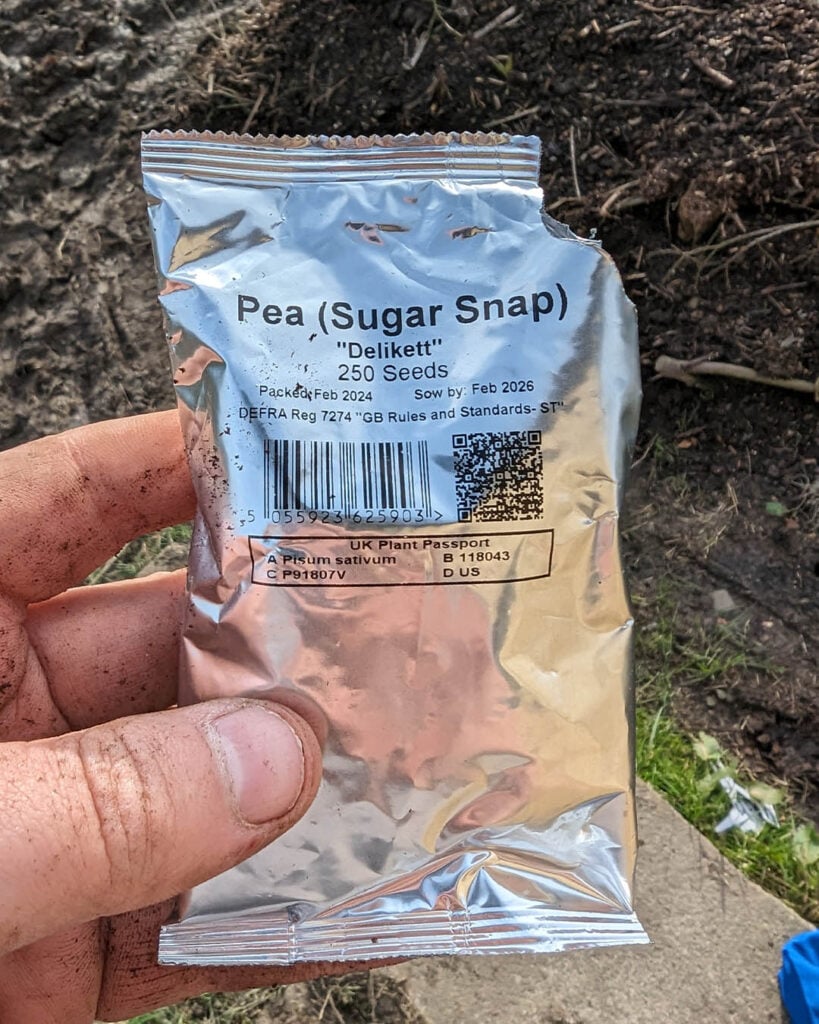 Pea (Sugar Snap)
"Delikett"
250 Seeds
Packed: Feb 2024 Sow by: Feb 2026
DEFRA Reg 7274 "GB Rules and Standards- ST"
5 055923 625903 >
UK Plant Passport
A Pisum sativum B 118043
C P91807V D US